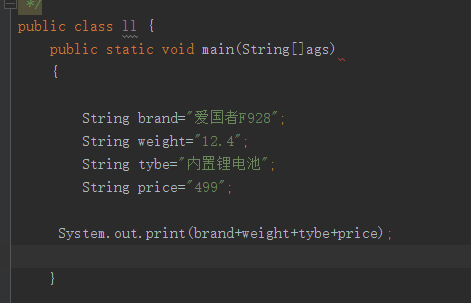 */
public class ll {
public static void main(String[]ags)
{
String brand="爱国者F928";
String weight="12.4";
String tybe="内置锂电池";
String price="499";
System.out.print(brand+weight+tybe+price);
}